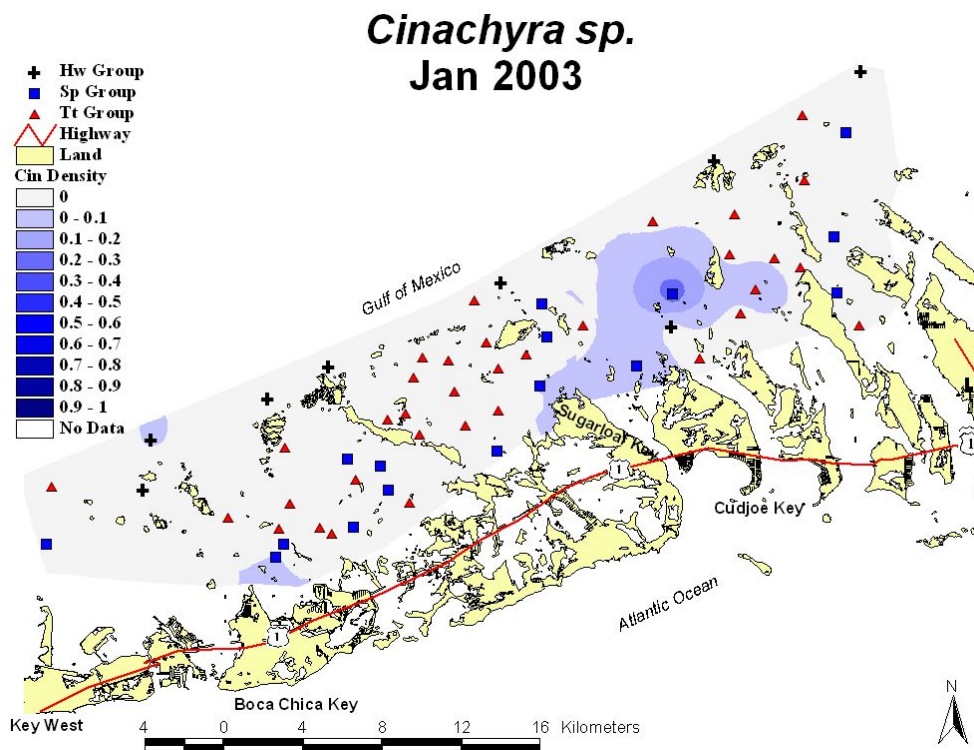 Cinachyra sp.
Jan 2003
Hw Group
Sp Group
Tt Group
Highway
Land
Cin Density
0
0 - 0.1
0.1 - 0.2
0.2 - 0.3
0.3 - 0.4
0.4 - 0.5
0.5 - 0.6
0.6 - 0.7
0.7 - 0.8
0.8 - 0.9
0.9 - 1
No Data
Gulf of Mexico
Sugarloaf Key
1
1
Cudjoe Key
Atlantic Ocean
1
Boca Chica Key
Key West
4 0 4 8 12 16 Kilometers
N